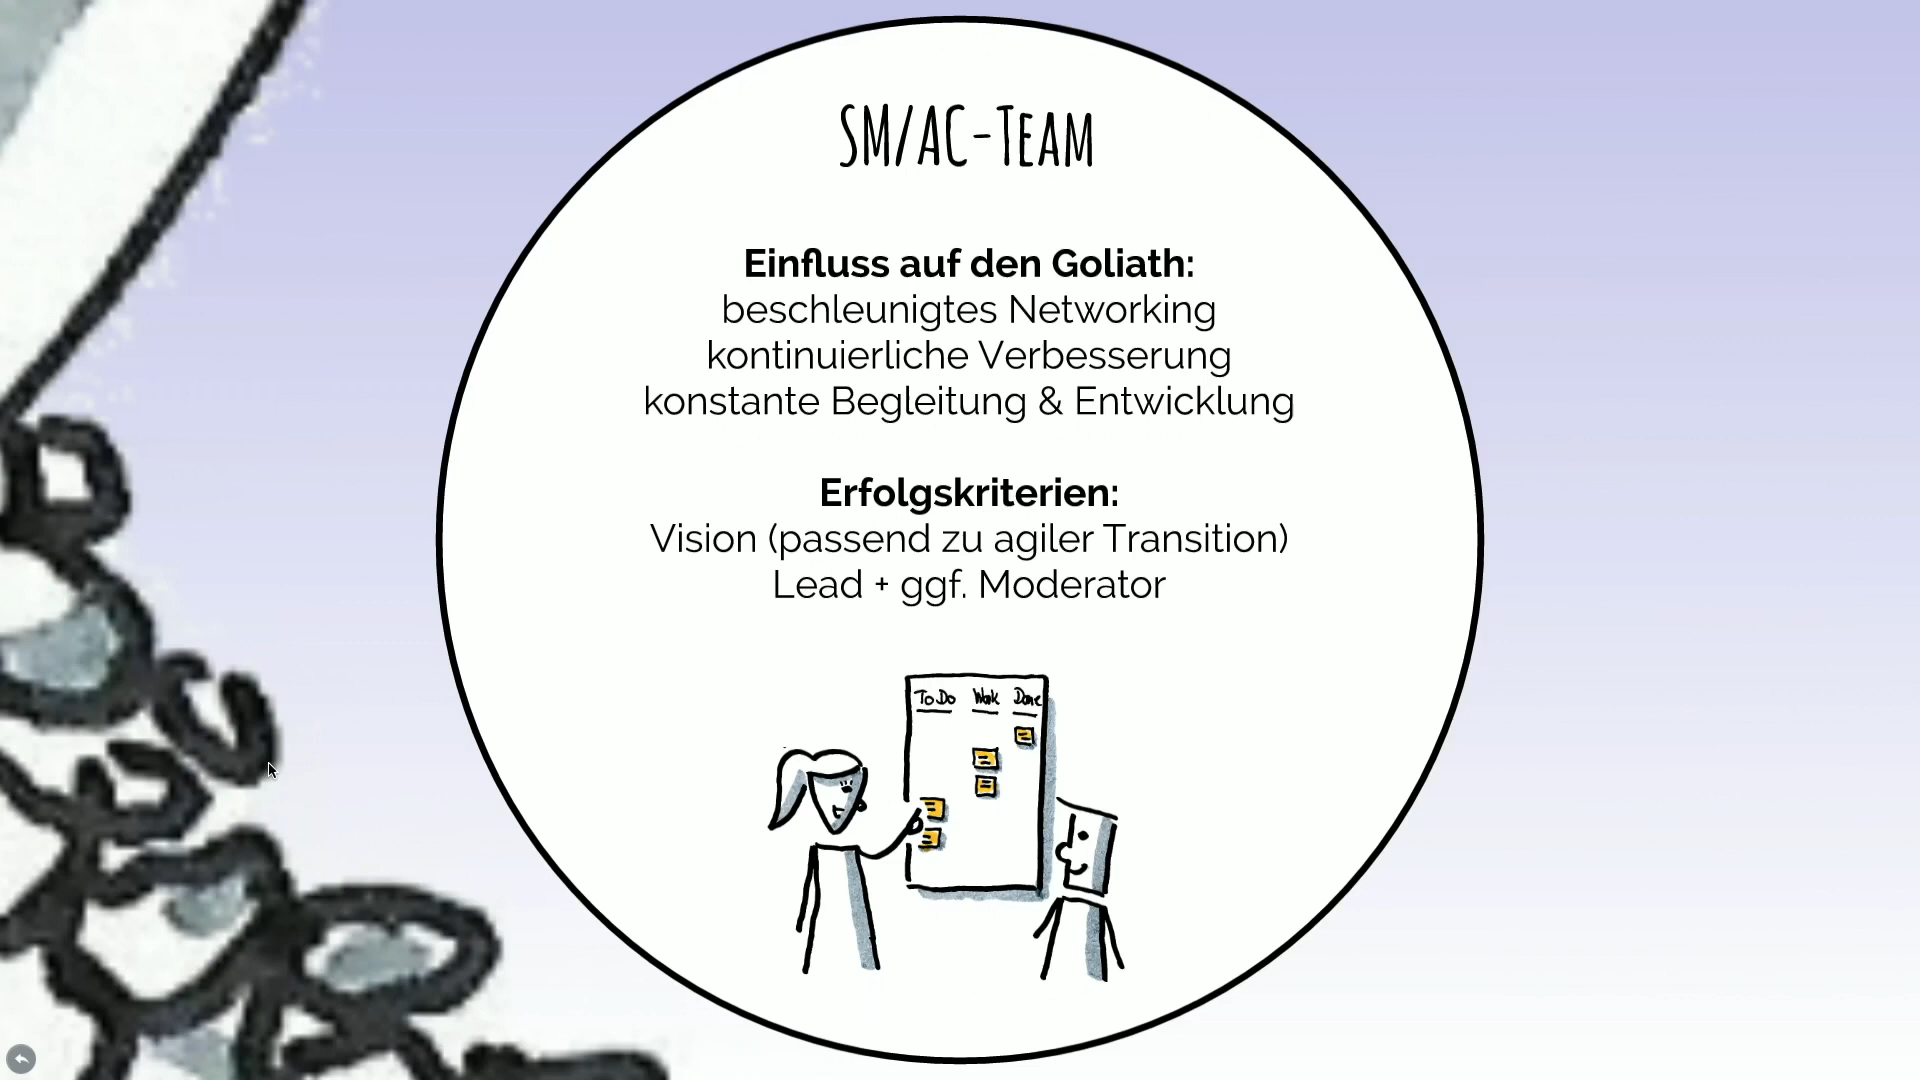 SM/AC-Team
Einfluss auf den Goliath:
beschleunigtes Networking
kontinuierliche Verbesserung
konstante Begleitung & Entwicklung
Erfolgskriterien:
Vision (passend zu agiler Transition)
Lead + ggf. Moderator
ToDo Work Done